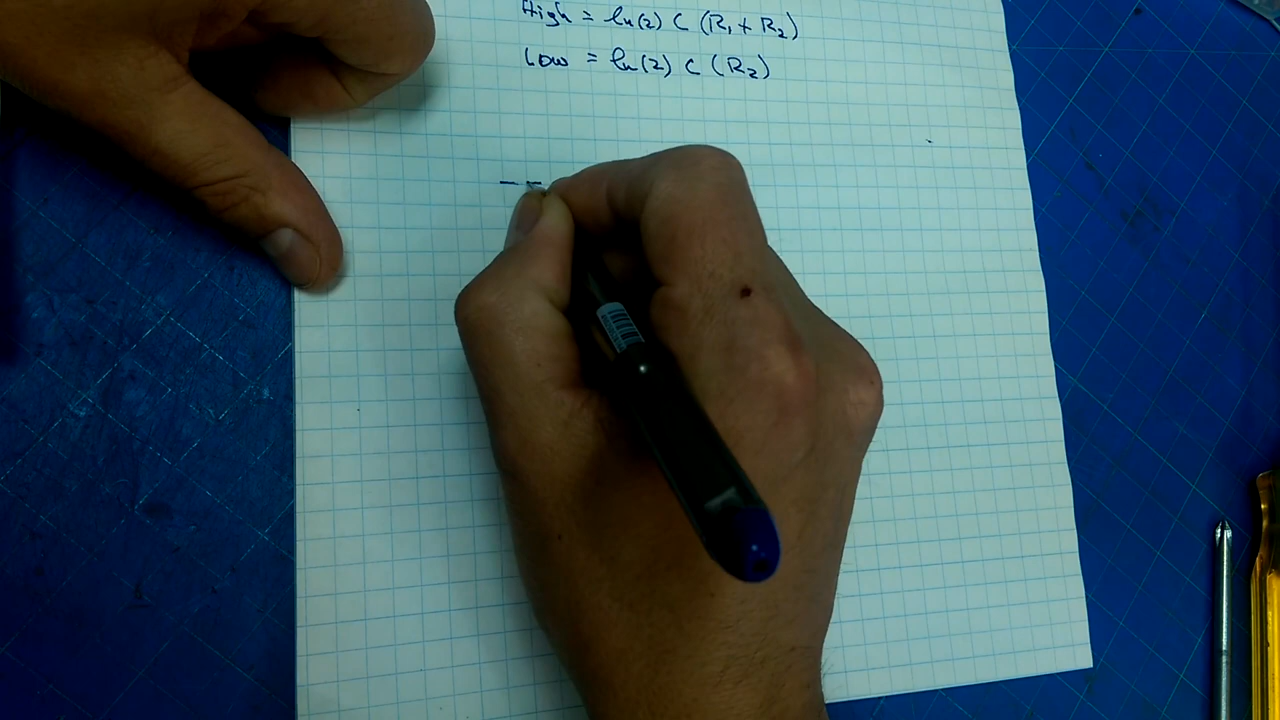 High = ln(2) C (R₁ + R₂)
Low = ln(2) C (R₂)